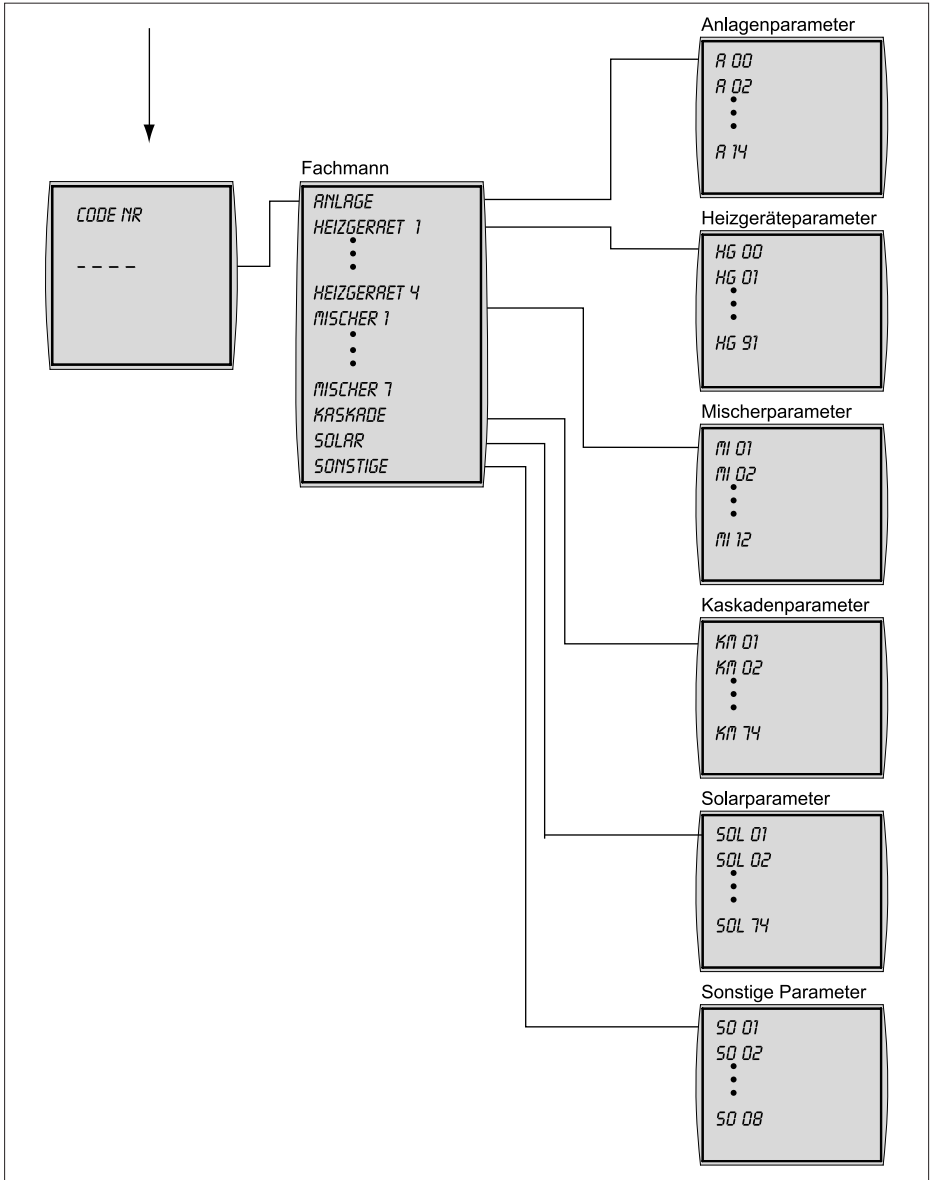 CODE NR
– – – –
Fachmann
ANLAGE
HEIZGERAET 1
HEIZGERAET 4
MISCHER 1
MISCHER 7
KASKADE
SOLAR
SONSTIGE
Anlagenparameter
A 00
A 02
A 14
Heizgeräteparameter
HG 00
HG 01
HG 91
Mischerparameter
MI 01
MI 02
MI 12
Kaskadenparameter
KM 01
KM 02
KM 74
Solarparameter
SOL 01
SOL 02
SOL 74
Sonstige Parameter
SO 01
SO 02
SO 08